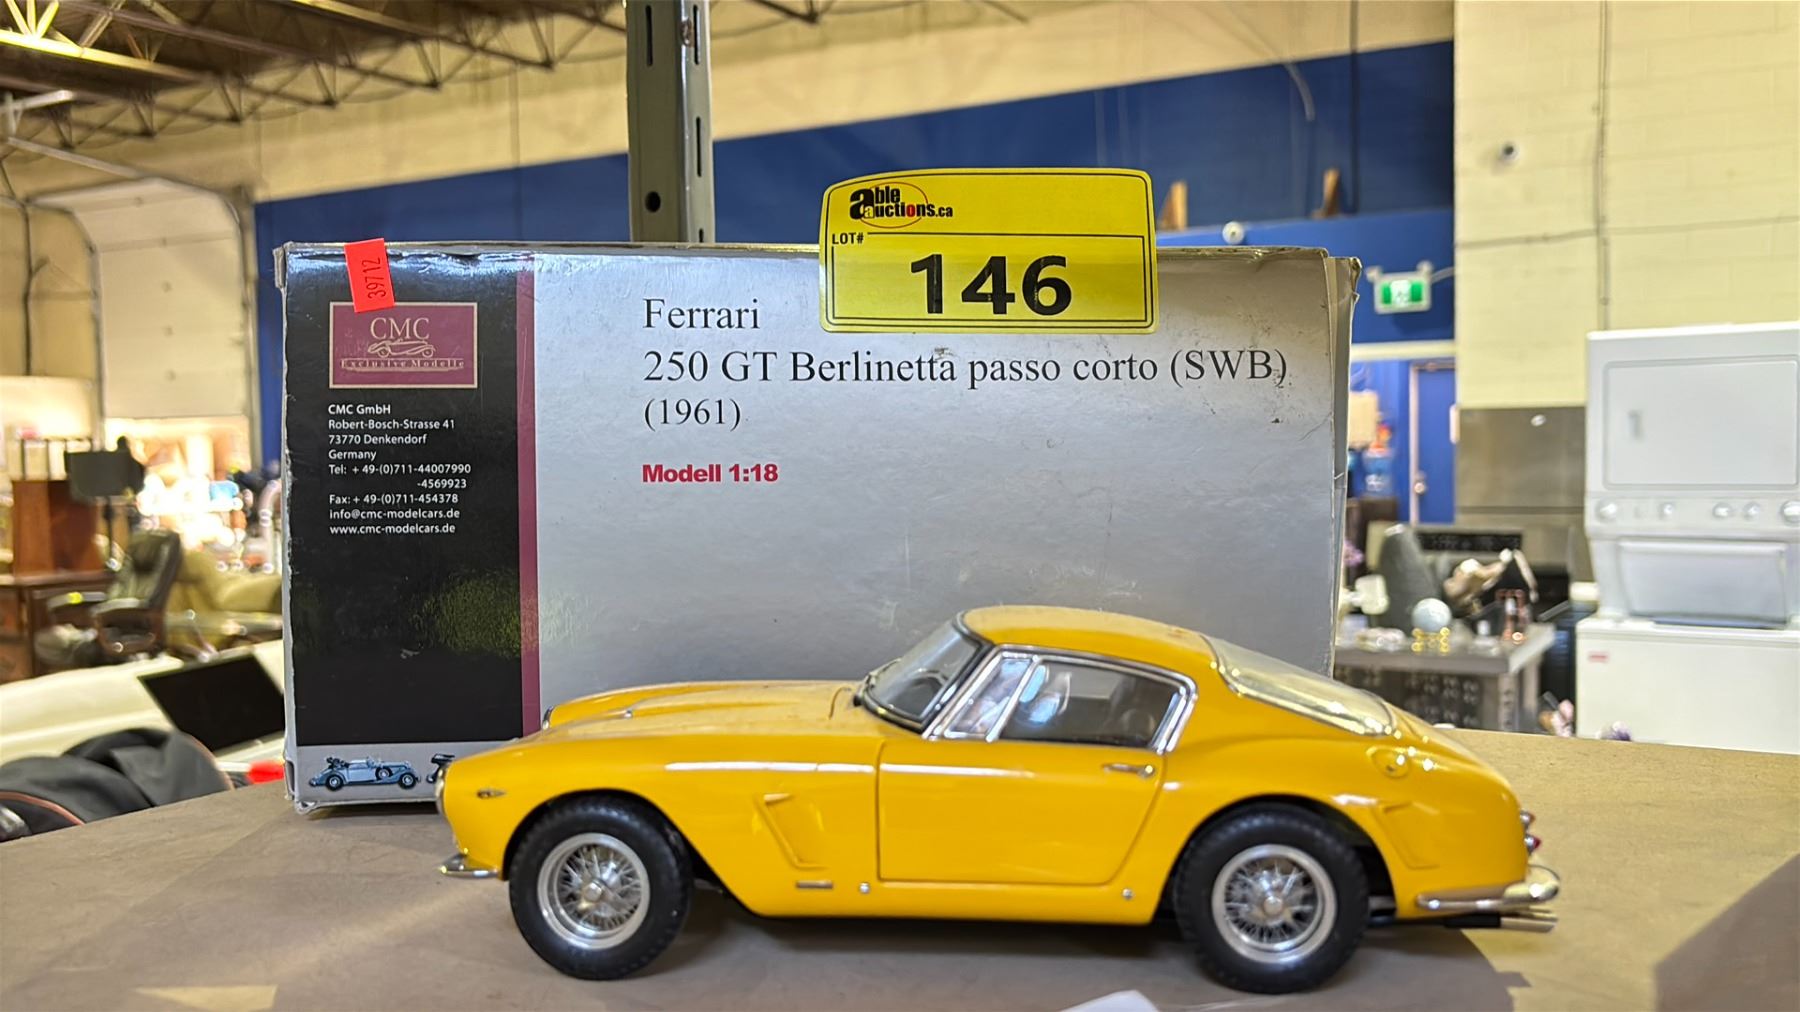 able
auctions.ca
LOT#
146
39712
CMC
Exclusive Modelle
CMC GmbH
Robert-Bosch-Strasse 41
73770 Denkendorf
Germany
Tel: + 49-(0)711-44007990
-4569923
Fax: + 49-(0)711-454378
info@cmc-modelcars.de
www.cmc-modelcars.de
Ferrari
250 GT Berlinetta passo corto (SWB)
(1961)
Modell 1:18